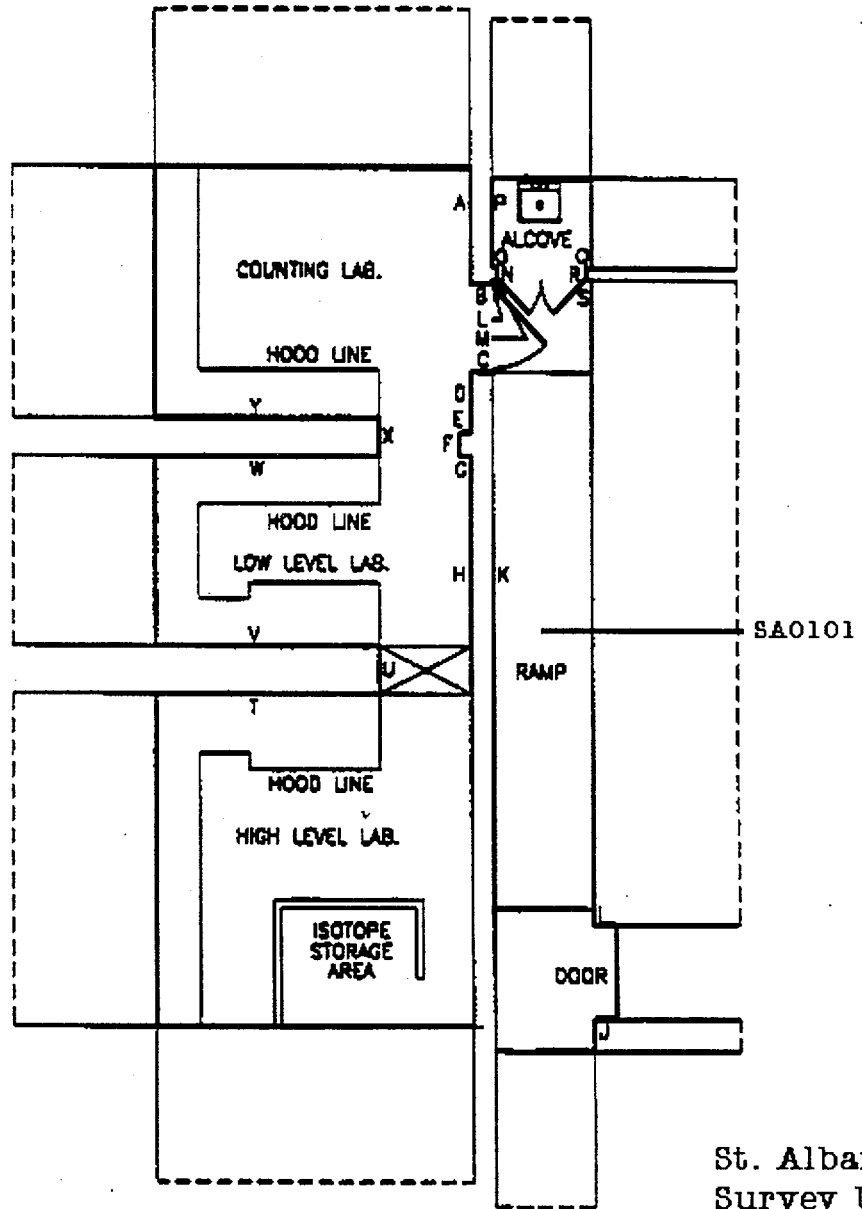 A
P
ALCOVE
O
O
COUNTING LAB.
N
R
B
S
L
M
HOOD LINE
C
D
Y
E
X
F
W
G
HOOD LINE
LOW LEVEL LAB.
H
K
V
SA0101
U
RAMP
T
HOOD LINE
HIGH LEVEL LAB.
ISOTOPE
STORAGE
AREA
DOOR
J
St. Alba
Survey U